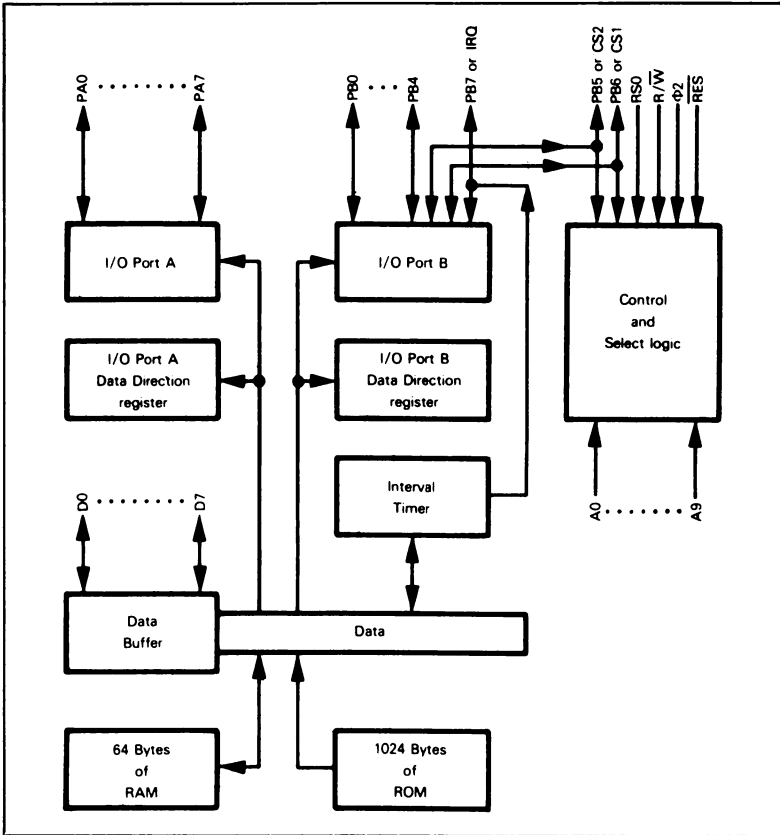 PA0 ········ PA7
PB0 ··· PB4
PB7 or IRQ
PB5 or CS2
PB6 or CS1
RS0
R/W̅
Φ2
R̅E̅S̅
I/O Port A
I/O Port B
Control
and
Select logic
I/O Port A
Data Direction
register
I/O Port B
Data Direction
register
Interval
Timer
A0 ········ A9
D0 ········ D7
Data
Buffer
Data
64 Bytes
of
RAM
1024 Bytes
of
ROM